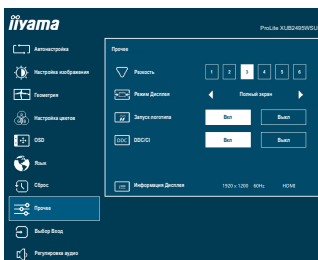 iiyama
ProLite XUB2495WSU
Автонастройка
Настройка изображения
Геометрия
Настройка цветов
OSD
Язык
Сброс
Прочее
Выбор Вход
Регулировка аудио
Прочее
Резкость 1 2 3 4 5 6
Режим Дисплея Полный экран
Запуск логотипа Вкл Выкл
DDC DDC/CI Вкл Выкл
Информация Дисплея 1920 x 1200 60Hz HDMI